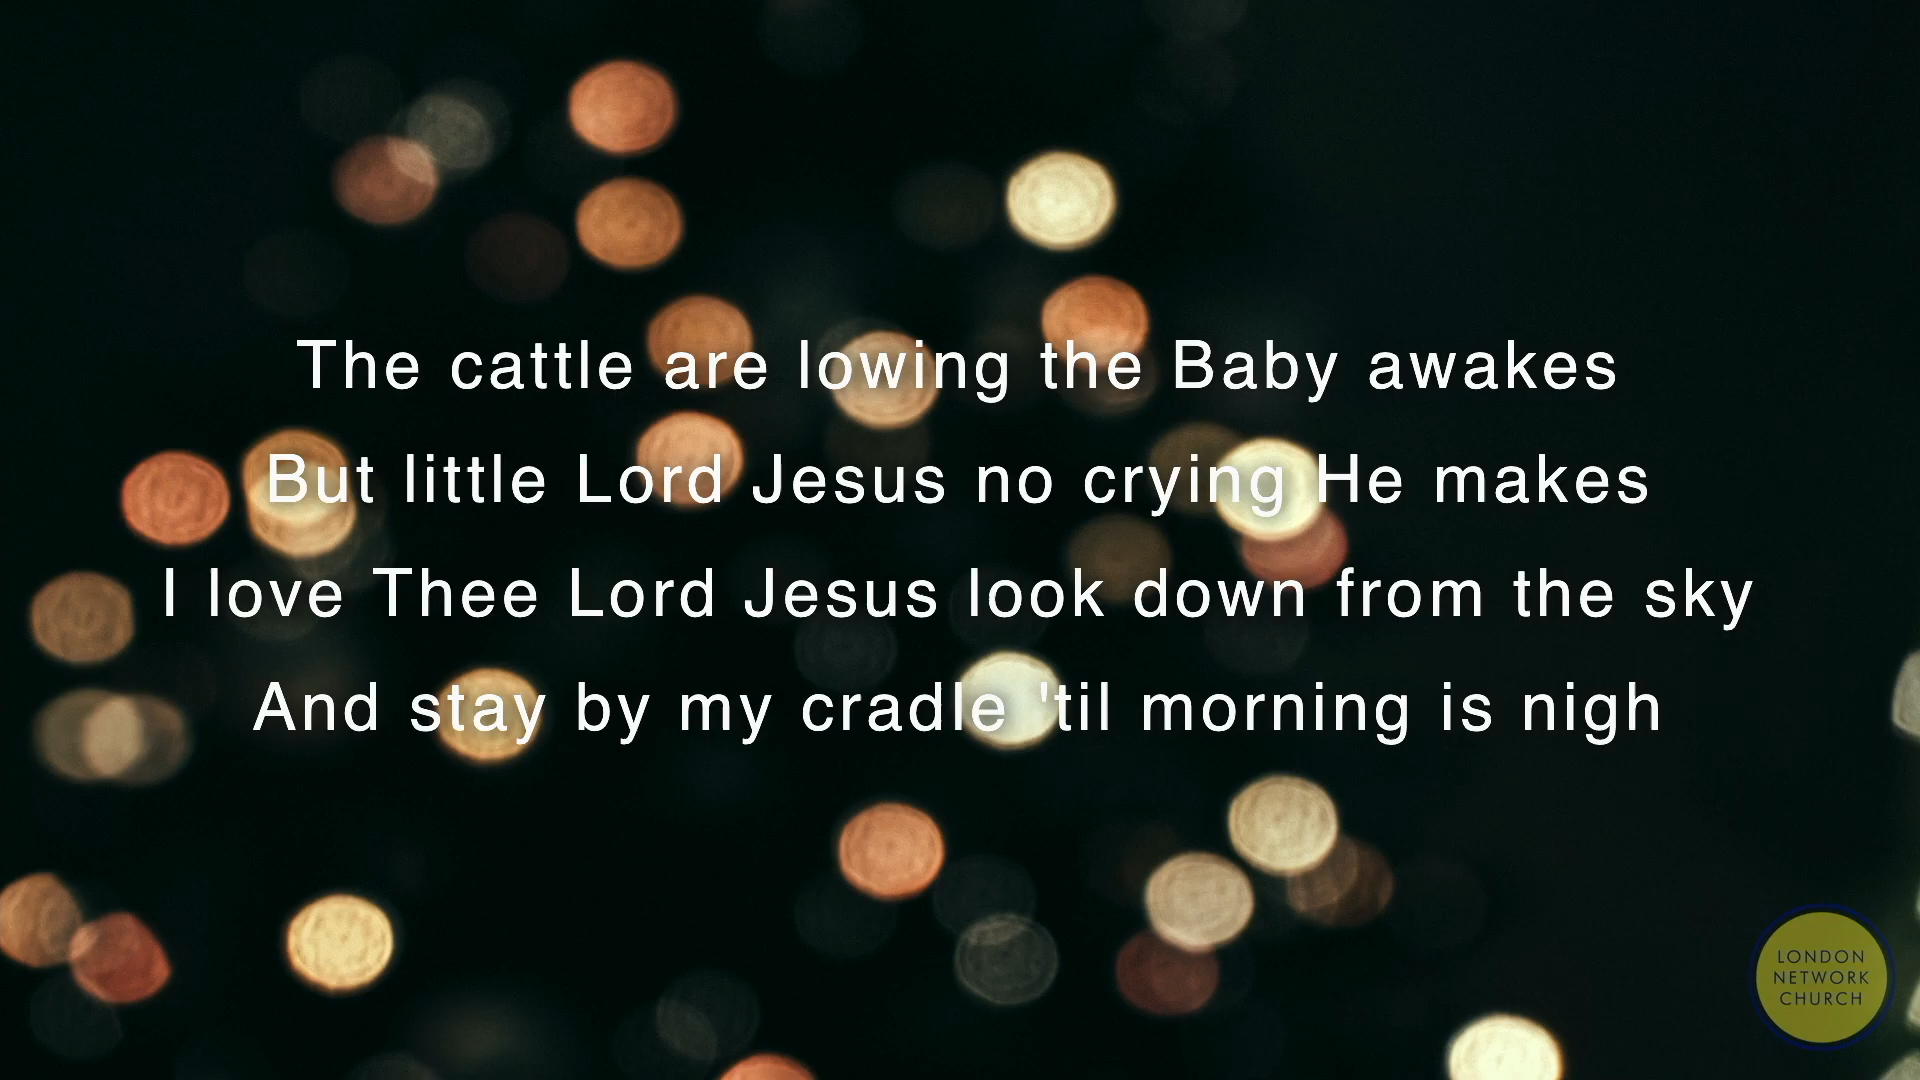 The cattle are lowing the Baby awakes
But little Lord Jesus no crying He makes
I love Thee Lord Jesus look down from the sky
And stay by my cradle 'til morning is nigh
LONDON
NETWORK
CHURCH